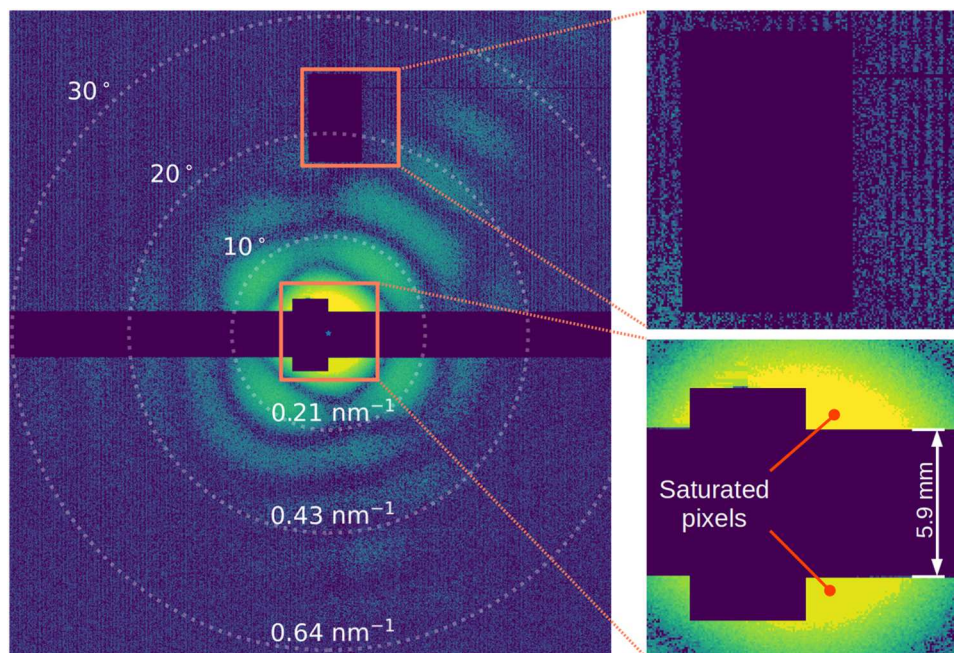 30°
20°
10°
0.21 nm⁻¹
0.43 nm⁻¹
0.64 nm⁻¹
Saturated
pixels
5.9 mm